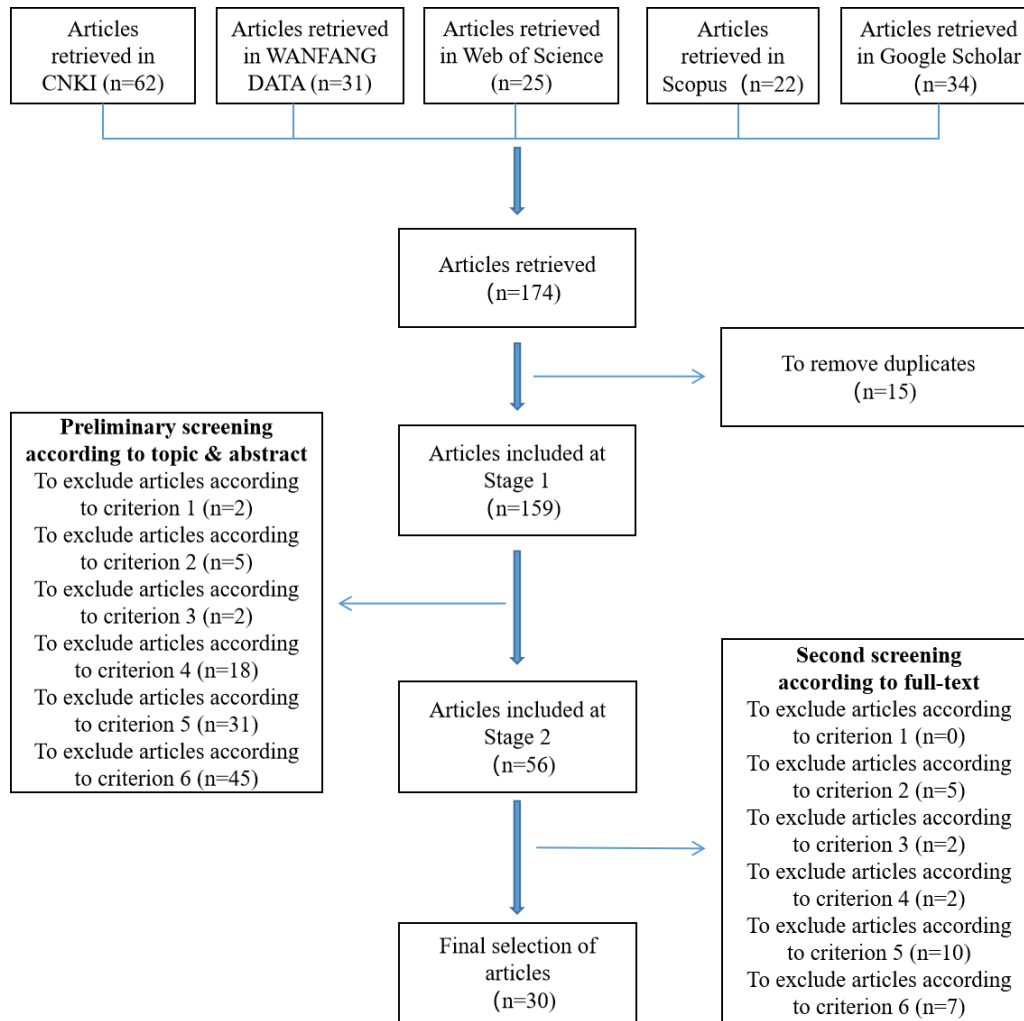 Articles
retrieved in
CNKI (n=62)
Articles retrieved
in WANFANG
DATA (n=31)
Articles retrieved
in Web of Science
(n=25)
Articles
retrieved in
Scopus (n=22)
Articles retrieved
in Google Scholar
(n=34)
Articles retrieved
(n=174)
To remove duplicates
(n=15)
Preliminary screening
according to topic & abstract
To exclude articles according
to criterion 1 (n=2)
To exclude articles according
to criterion 2 (n=5)
To exclude articles according
to criterion 3 (n=2)
To exclude articles according
to criterion 4 (n=18)
To exclude articles according
to criterion 5 (n=31)
To exclude articles according
to criterion 6 (n=45)
Articles included at
Stage 1
(n=159)
Articles included at
Stage 2
(n=56)
Second screening
according to full-text
To exclude articles according
to criterion 1 (n=0)
To exclude articles according
to criterion 2 (n=5)
To exclude articles according
to criterion 3 (n=2)
To exclude articles according
to criterion 4 (n=2)
To exclude articles according
to criterion 5 (n=10)
To exclude articles according
to criterion 6 (n=7)
Final selection of
articles
(n=30)